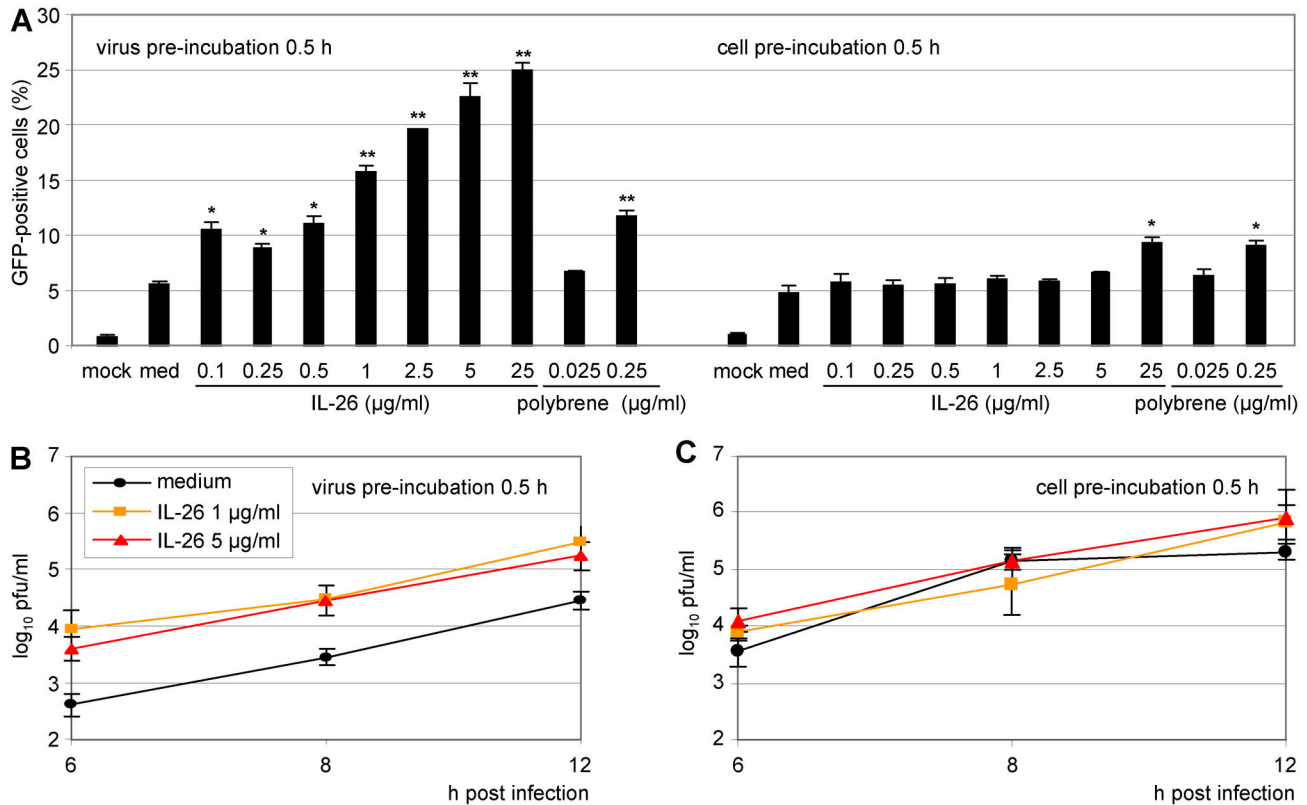 A
30
25
20
15
10
5
0
GFP-positive cells (%)
virus pre-incubation 0.5 h
cell pre-incubation 0.5 h
* * * ** ** ** ** **
* *
mock med 0.1 0.25 0.5 1 2.5 5 25 0.025 0.25
IL-26 (µg/ml) polybrene (µg/ml)
mock med 0.1 0.25 0.5 1 2.5 5 25 0.025 0.25
IL-26 (µg/ml) polybrene (µg/ml)
B
7
6
5
4
3
2
log10 pfu/ml
medium
IL-26 1 µg/ml
IL-26 5 µg/ml
virus pre-incubation 0.5 h
6 8 12
h post infection
C
7
6
5
4
3
2
log10 pfu/ml
cell pre-incubation 0.5 h
6 8 12
h post infection